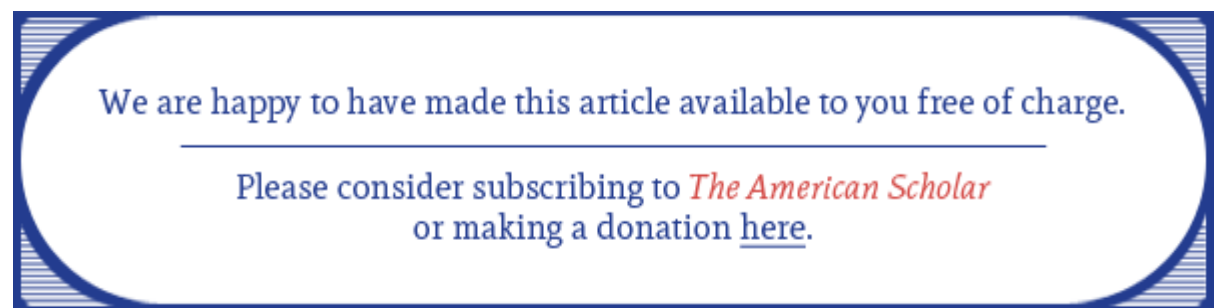 We are happy to have made this article available to you free of charge.
Please consider subscribing to The American Scholar
or making a donation here.